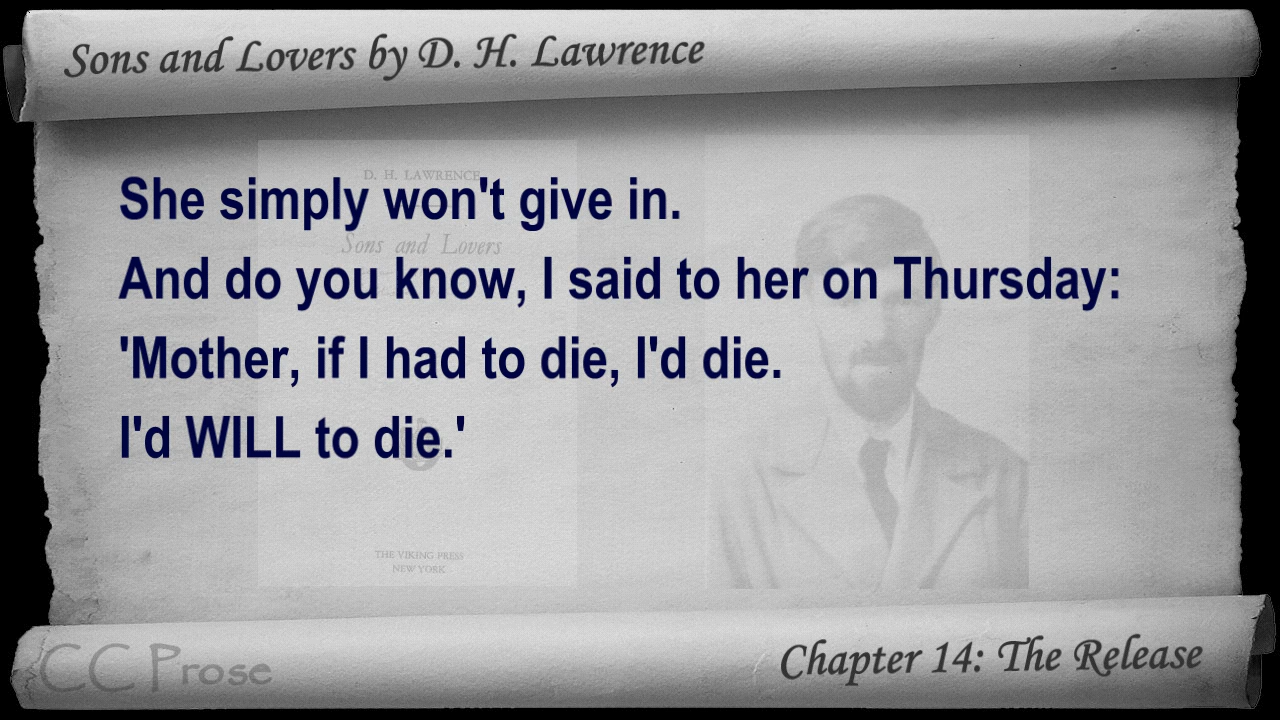 Sons and Lovers by D. H. Lawrence
D. H. LAWRENCE
She simply won't give in.
Sons and Lovers
And do you know, I said to her on Thursday:
'Mother, if I had to die, I'd die.
I'd WILL to die.'
THE VIKING PRESS
NEW YORK
CC Prose
Chapter 14: The Release